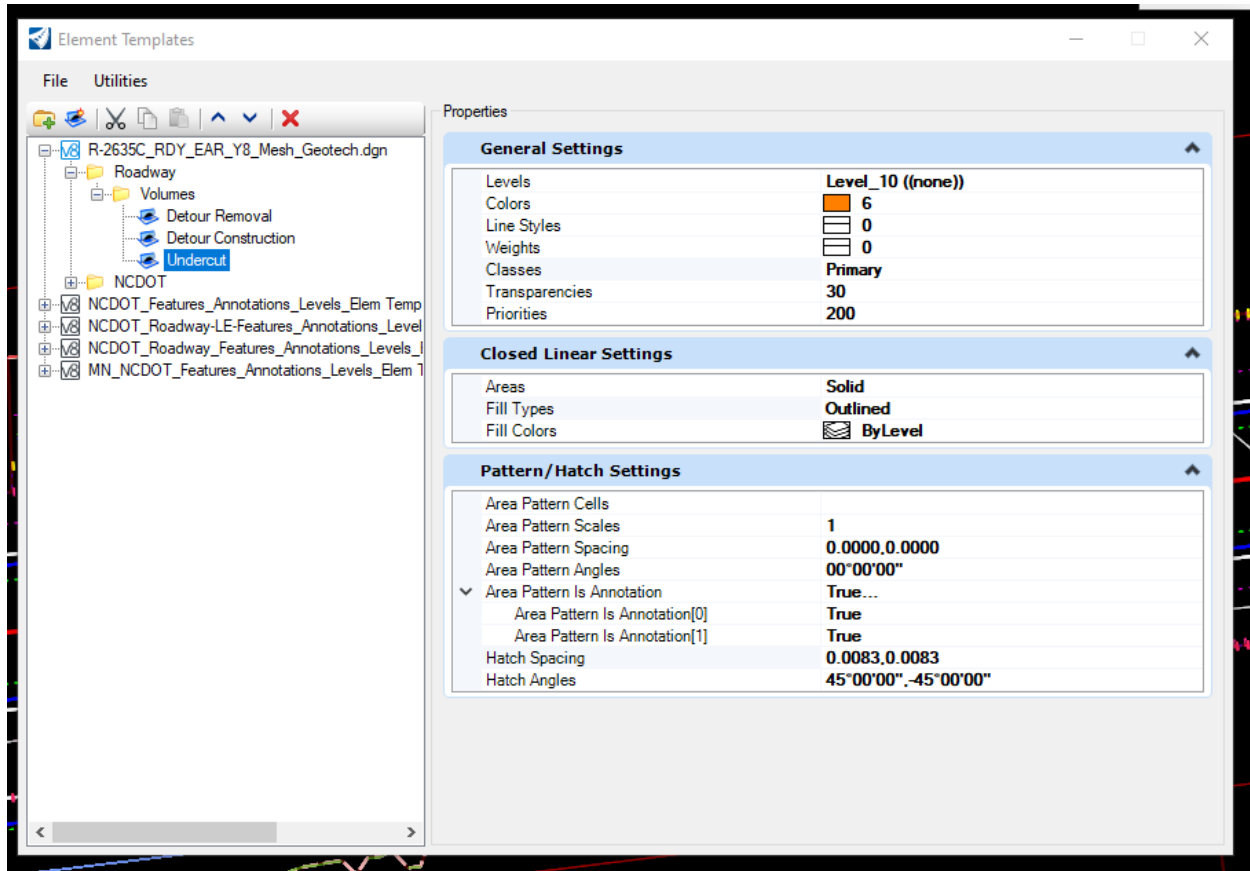 Element Templates
File Utilities
Properties
R-2635C_RDY_EAR_Y8_Mesh_Geotech.dgn
Roadway
Volumes
Detour Removal
Detour Construction
Undercut
NCDOT
NCDOT_Features_Annotations_Levels_Elem Temp
NCDOT_Roadway-LE-Features_Annotations_Level
NCDOT_Roadway_Features_Annotations_Levels_
MN_NCDOT_Features_Annotations_Levels_Elem T
General Settings
Levels Level_10 ((none))
Colors 6
Line Styles 0
Weights 0
Classes Primary
Transparencies 30
Priorities 200
Closed Linear Settings
Areas Solid
Fill Types Outlined
Fill Colors ByLevel
Pattern/Hatch Settings
Area Pattern Cells
Area Pattern Scales 1
Area Pattern Spacing 0.0000,0.0000
Area Pattern Angles 00°00'00"
Area Pattern Is Annotation True...
Area Pattern Is Annotation[0] True
Area Pattern Is Annotation[1] True
Hatch Spacing 0.0083,0.0083
Hatch Angles 45°00'00",-45°00'00"